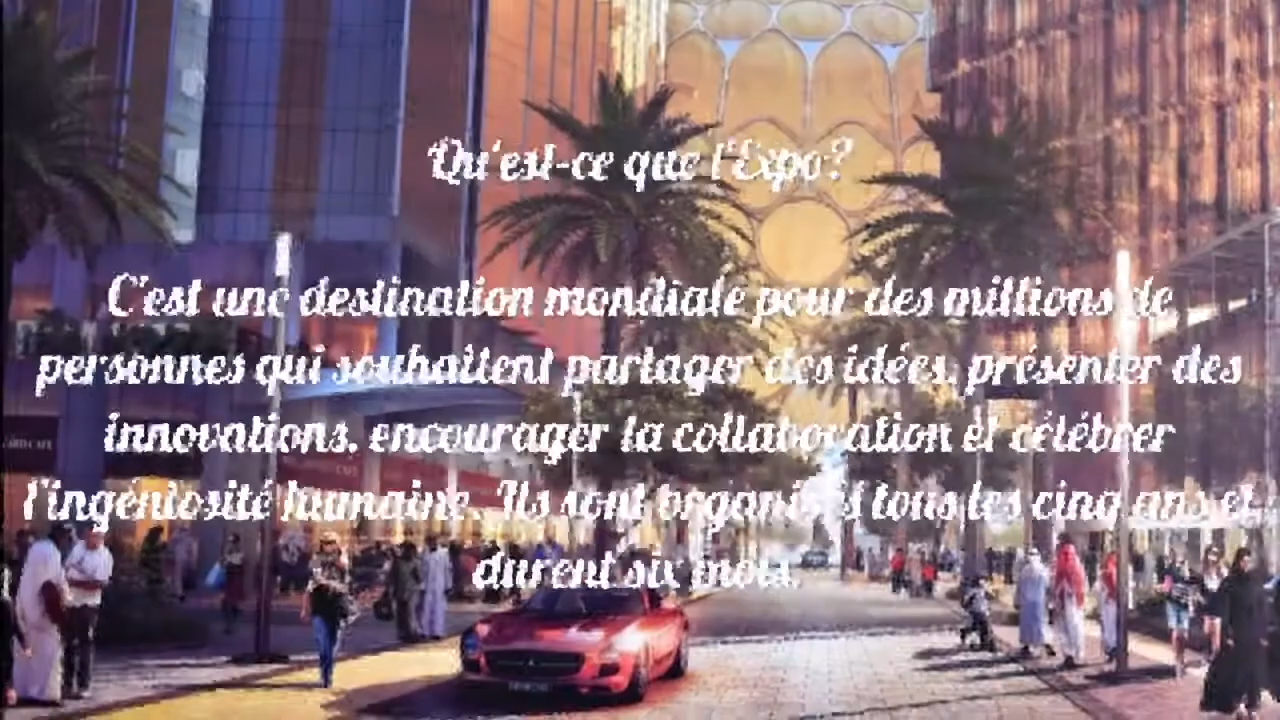 Qu'est-ce que l'Expo?
C'est une destination mondiale pour des millions de
personnes qui souhaitent partager des idées, présenter des
innovations, encourager la collaboration et célébrer
l'ingéniosité humaine. Ils sont organisés tous les cinq ans et
durent six mois.